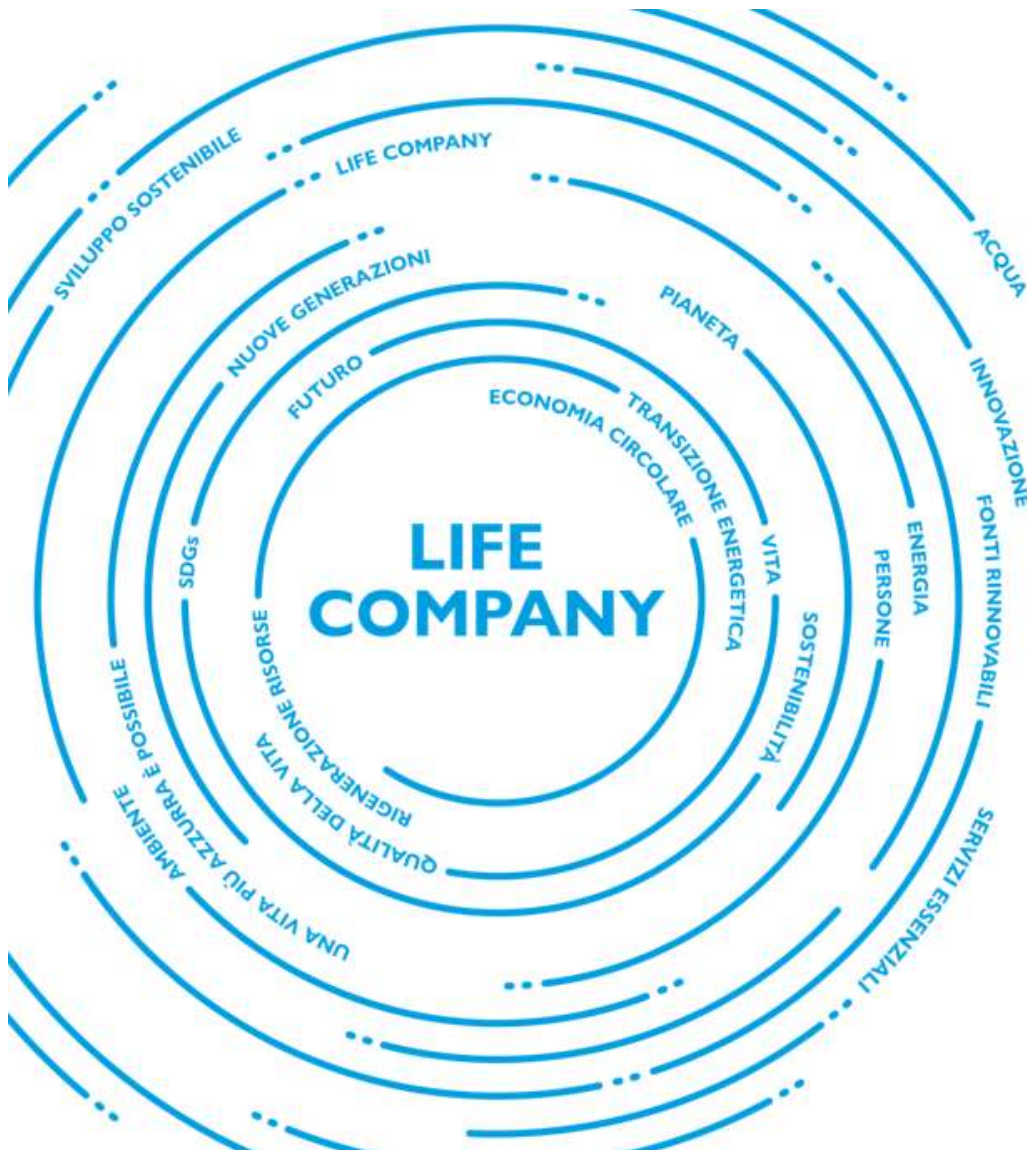 SVILUPPO SOSTENIBILE
LIFE COMPANY
ACQUA
NUOVE GENERAZIONI
PIANETA
FUTURO
ECONOMIA CIRCOLARE
TRANSIZIONE ENERGETICA
INNOVAZIONE
LIFE
COMPANY
SDGs
VITA
ENERGIA
PERSONE
FONTI RINNOVABILI
SOSTENIBILITÀ
RIGENERAZIONE RISORSE
QUALITÀ DELLA VITA
UNA VITA PIÙ AZZURRA È POSSIBILE
AMBIENTE
SERVIZI ESSENZIALI